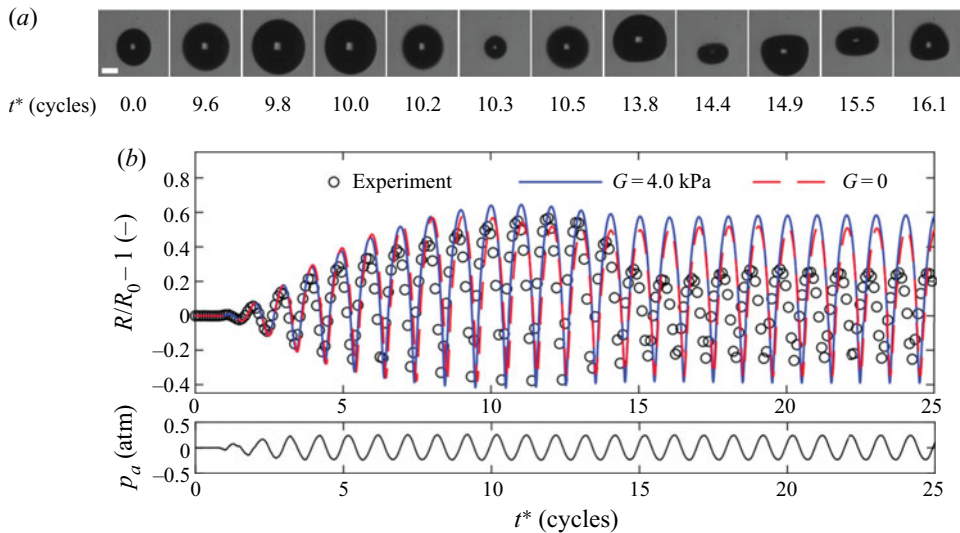 (a)
t* (cycles) 0.0 9.6 9.8 10.0 10.2 10.3 10.5 13.8 14.4 14.9 15.5 16.1
(b)
Experiment G = 4.0 kPa G = 0
R/R0 – 1 (–)
0.8
0.6
0.4
0.2
0
–0.2
–0.4
0 5 10 15 20 25
pa (atm)
0.5
0
–0.5
0 5 10 15 20 25
t* (cycles)